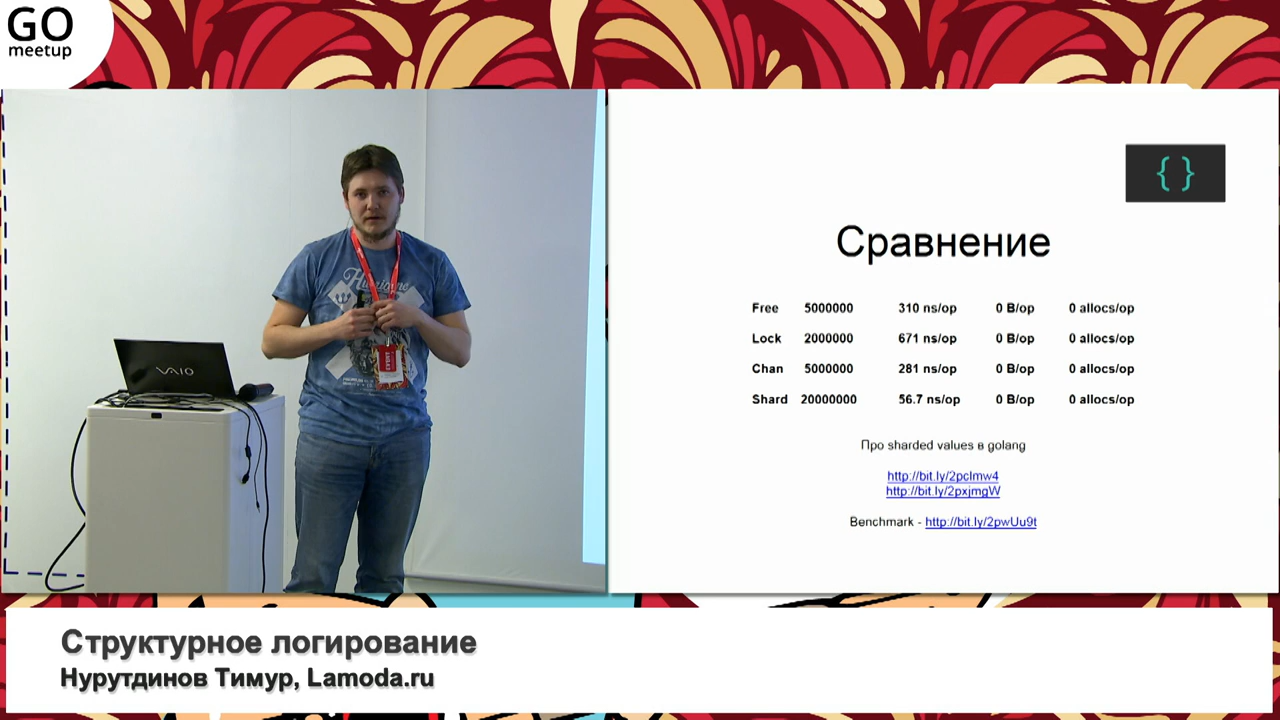 GO
meetup
VAIO
Сравнение
Free 5000000 310 ns/op 0 B/op 0 allocs/op
Lock 2000000 671 ns/op 0 B/op 0 allocs/op
Chan 5000000 281 ns/op 0 B/op 0 allocs/op
Shard 20000000 56.7 ns/op 0 B/op 0 allocs/op
Про sharded values в golang
http://bit.ly/2pclmw4
http://bit.ly/2pxjmgW
Benchmark - http://bit.ly/2pwUu9t
Структурное логирование
Нурутдинов Тимур, Lamoda.ru